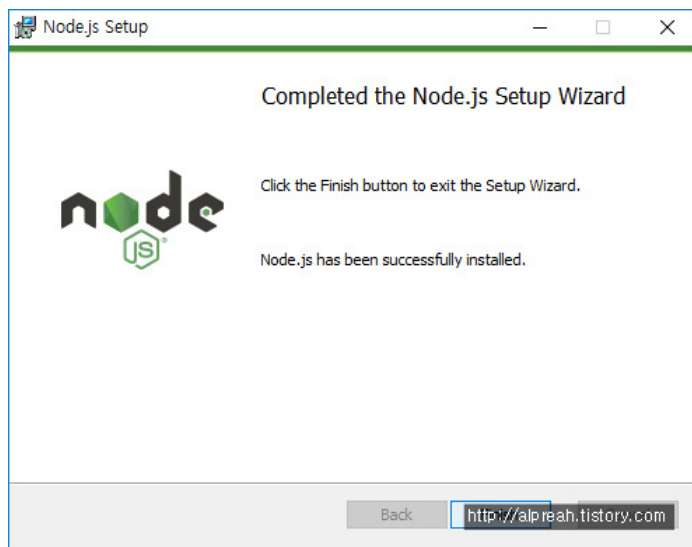 Node.js Setup
Completed the Node.js Setup Wizard
node
JS
Click the Finish button to exit the Setup Wizard.
Node.js has been successfully installed.
Back
http://alpreah.tistory.com